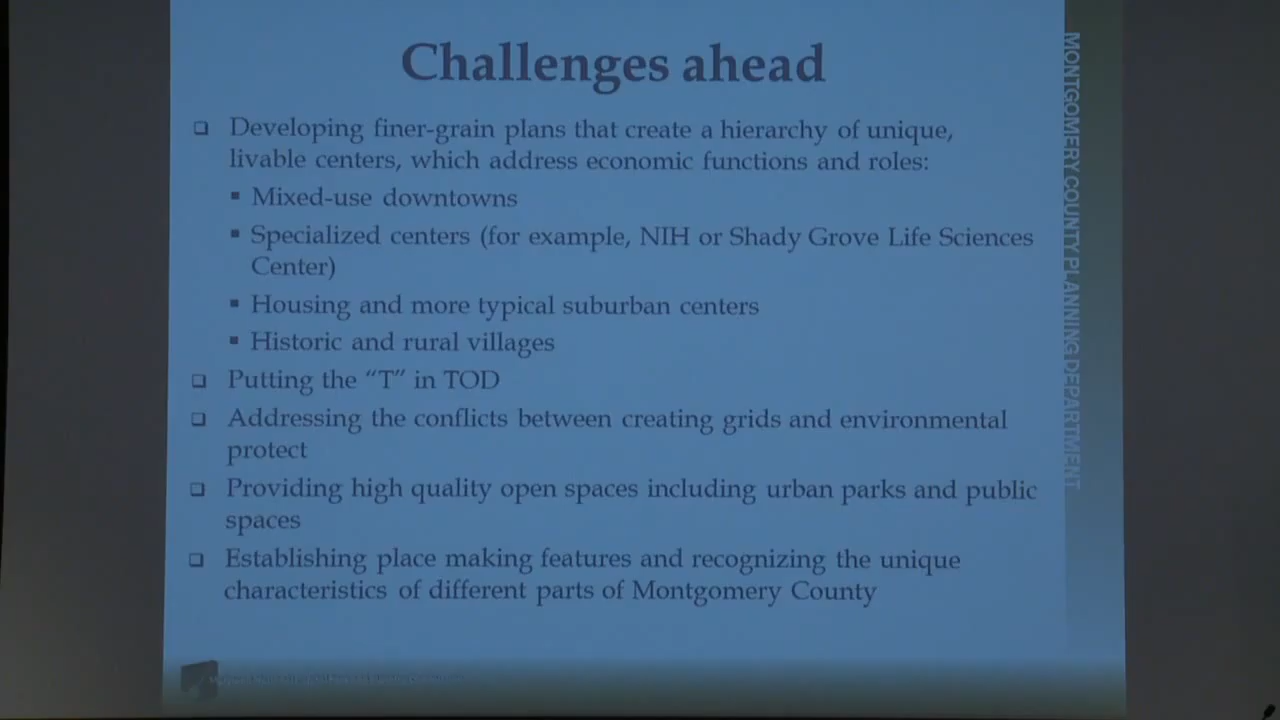 Challenges ahead
❑ Developing finer-grain plans that create a hierarchy of unique,
livable centers, which address economic functions and roles:
▪ Mixed-use downtowns
▪ Specialized centers (for example, NIH or Shady Grove Life Sciences
Center)
▪ Housing and more typical suburban centers
▪ Historic and rural villages
❑ Putting the “T” in TOD
❑ Addressing the conflicts between creating grids and environmental
protect
❑ Providing high quality open spaces including urban parks and public
spaces
❑ Establishing place making features and recognizing the unique
characteristics of different parts of Montgomery County
MONTGOMERY COUNTY PLANNING DEPARTMENT